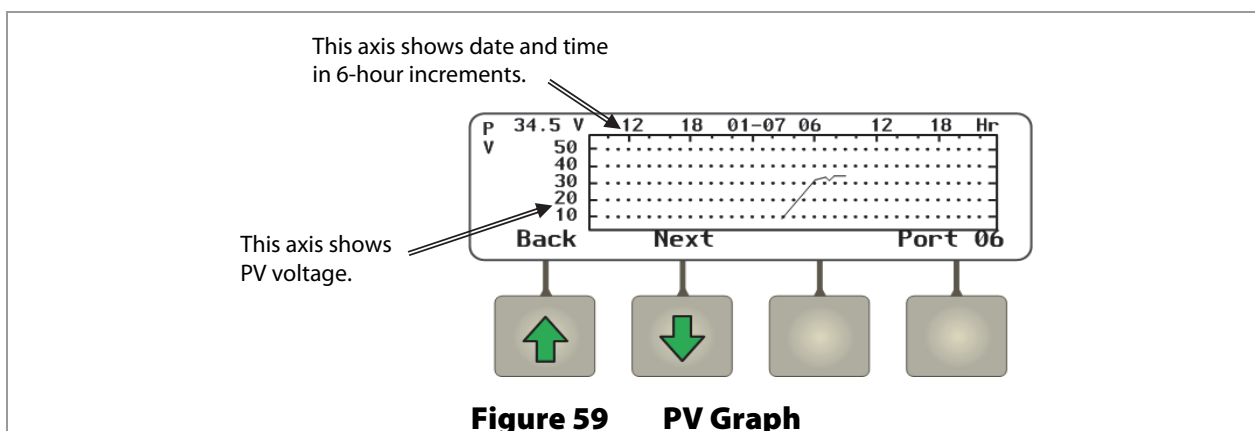 This axis shows date and time
in 6-hour increments.
P 34.5 V 12 18 01-07 06 12 18 Hr
V 50
40
30
20
10
This axis shows
PV voltage.
Back Next Port 06
Figure 59 PV Graph